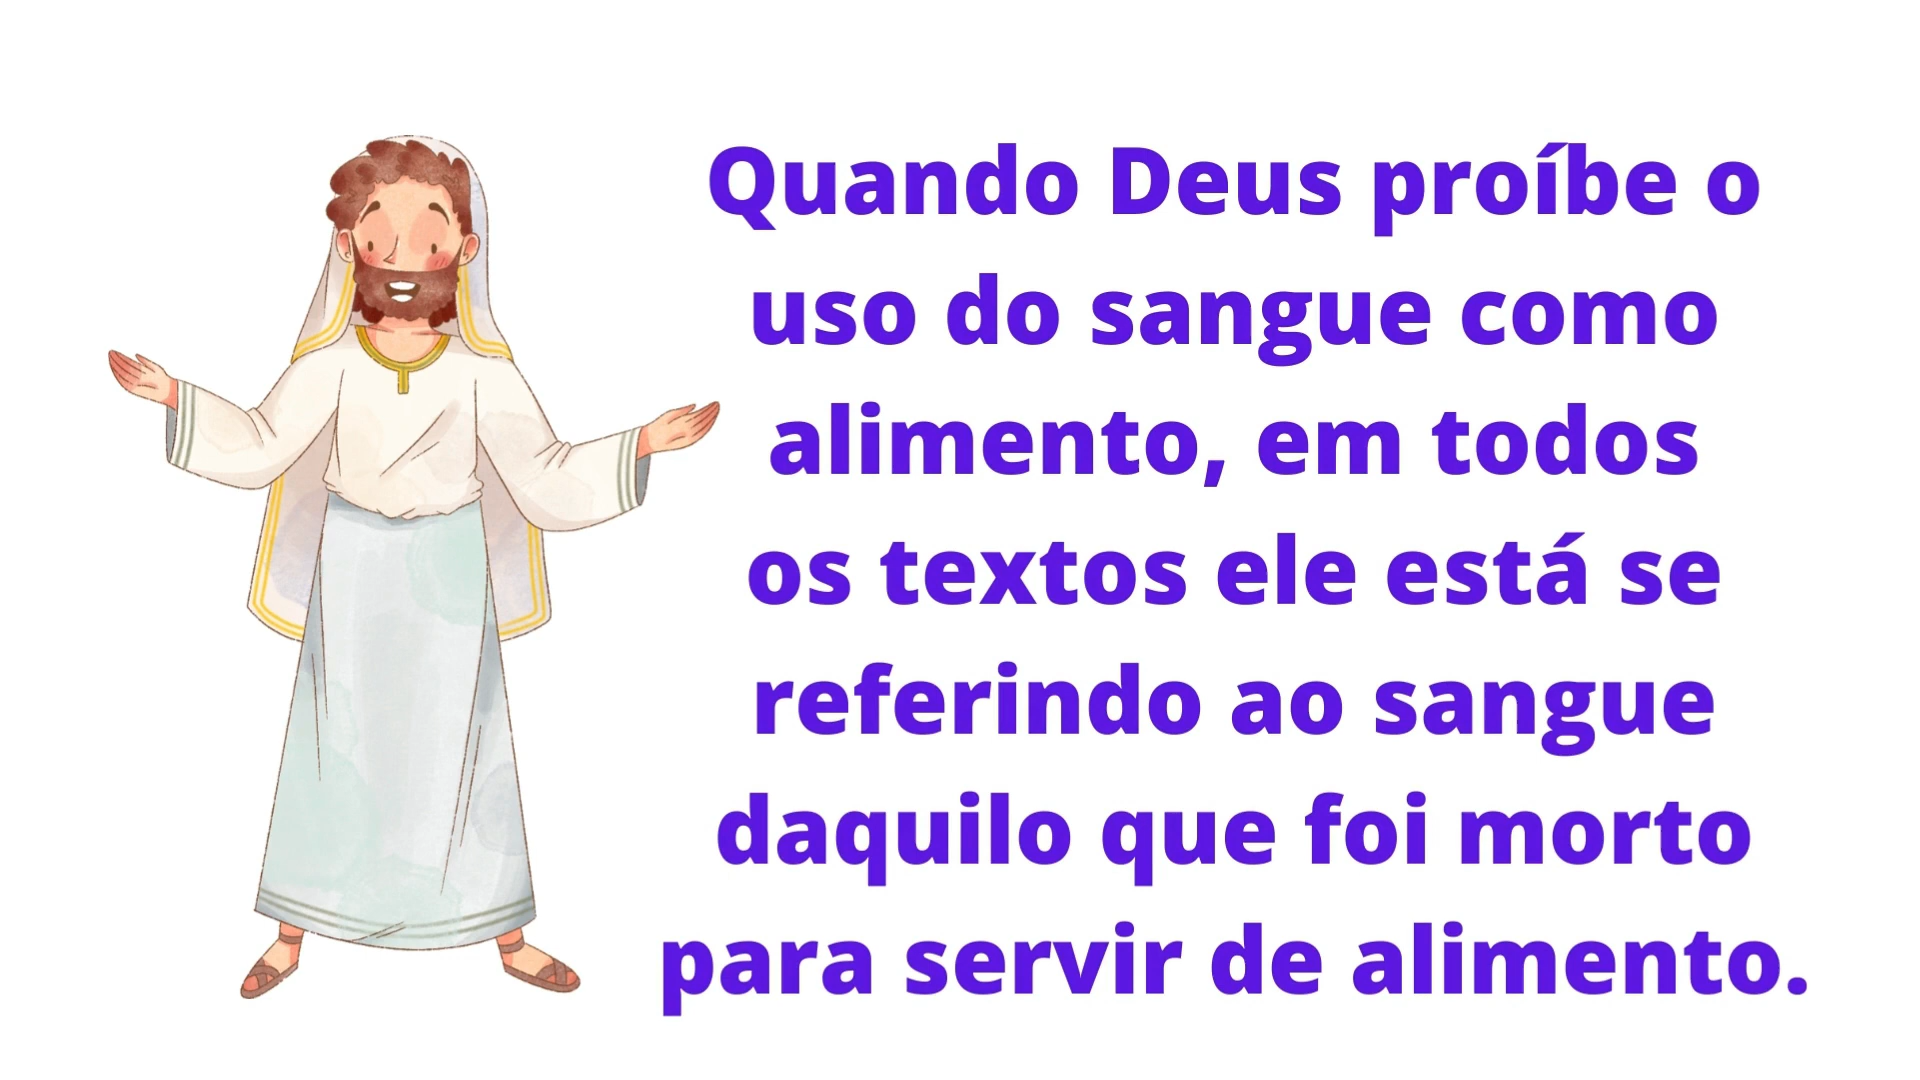 Quando Deus proíbe o
uso do sangue como
alimento, em todos
os textos ele está se
referindo ao sangue
daquilo que foi morto
para servir de alimento.